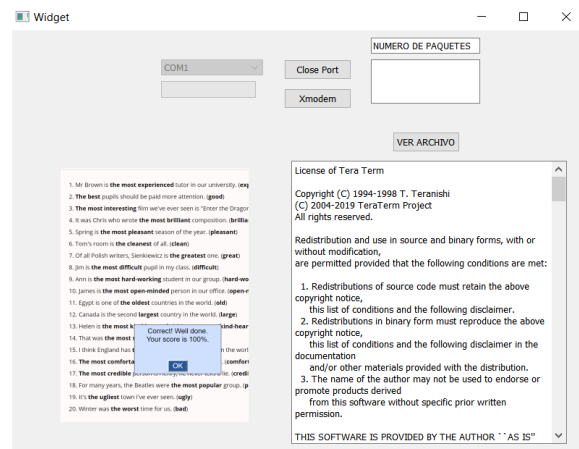 Widget
NUMERO DE PAQUETES
COM1
Close Port
Xmodem
VER ARCHIVO
1. Mr Brown is the most experienced tutor in our university.
2. The best pupils should be paid more attention. (good)
3. The most interesting film we've ever seen is "Enter the Dragon
4. It was Chris who wrote the most brilliant composition.
5. Spring is the most pleasant season of the year. (pleasant)
6. Tom's room is the cleanest of all. (clean)
7. Of all Polish writers, Sienkiewicz is the greatest one. (great)
8. Jim is the most difficult pupil in my class. (difficult)
9. Ann is the most hard-working student in our group.
10. James is the most open-minded person in our office.
11. Egypt is one of the oldest countries in the world. (old)
12. Canada is the second largest country in the world. (large)
13. Helen is the most
14. That was the most
15. I think England has
16. The most
17. The most credible
18. For many years, the Beatles were the most popular group.
19. It's the ugliest town I've ever seen. (ugly)
20. Winter was the worst time for us. (bad)
Correct! Well done.
Your score is 100%.
OK
License of Tera Term
Copyright (C) 1994-1998 T. Teranishi
(C) 2004-2019 TeraTerm Project
All rights reserved.
Redistribution and use in source and binary forms, with or
without modification,
are permitted provided that the following conditions are met:
1. Redistributions of source code must retain the above
copyright notice,
this list of conditions and the following disclaimer.
2. Redistributions in binary form must reproduce the above
copyright notice,
this list of conditions and the following disclaimer in the
documentation
and/or other materials provided with the distribution.
3. The name of the author may not be used to endorse or
promote products derived
from this software without specific prior written
permission.
THIS SOFTWARE IS PROVIDED BY THE AUTHOR ``AS IS''